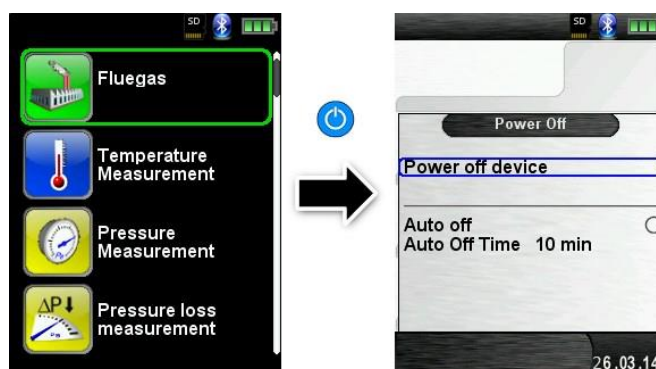 SD
Fluegas
Temperature
Measurement
Pressure
Measurement
ΔP
Pressure loss
measurement
SD
Power Off
Power off device
Auto off
Auto Off Time 10 min
26.03.14